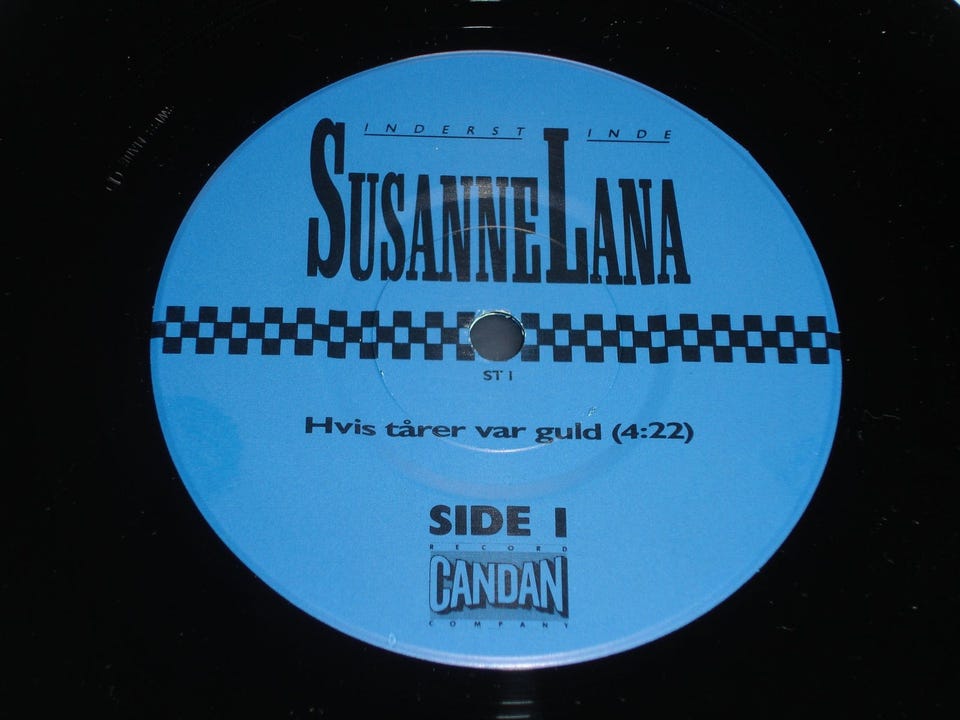 INDERST INDE
SUSANNE LANA
ST 1
Hvis tårer var guld (4:22)
SIDE 1
RECORD
CANDAN
COMPANY